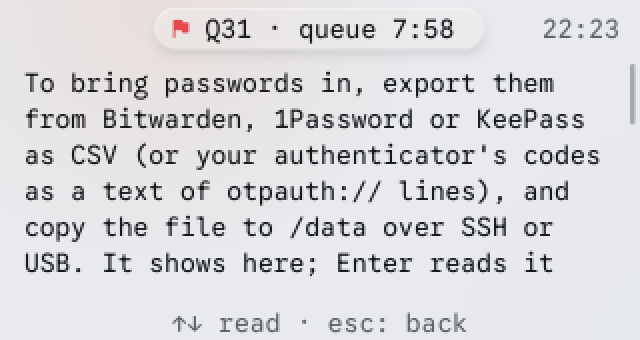 Q31 · queue 7:58
22:23
To bring passwords in, export them
from Bitwarden, 1Password or KeePass
as CSV (or your authenticator's codes
as a text of otpauth:// lines), and
copy the file to /data over SSH or
USB. It shows here; Enter reads it
↑↓ read · esc: back